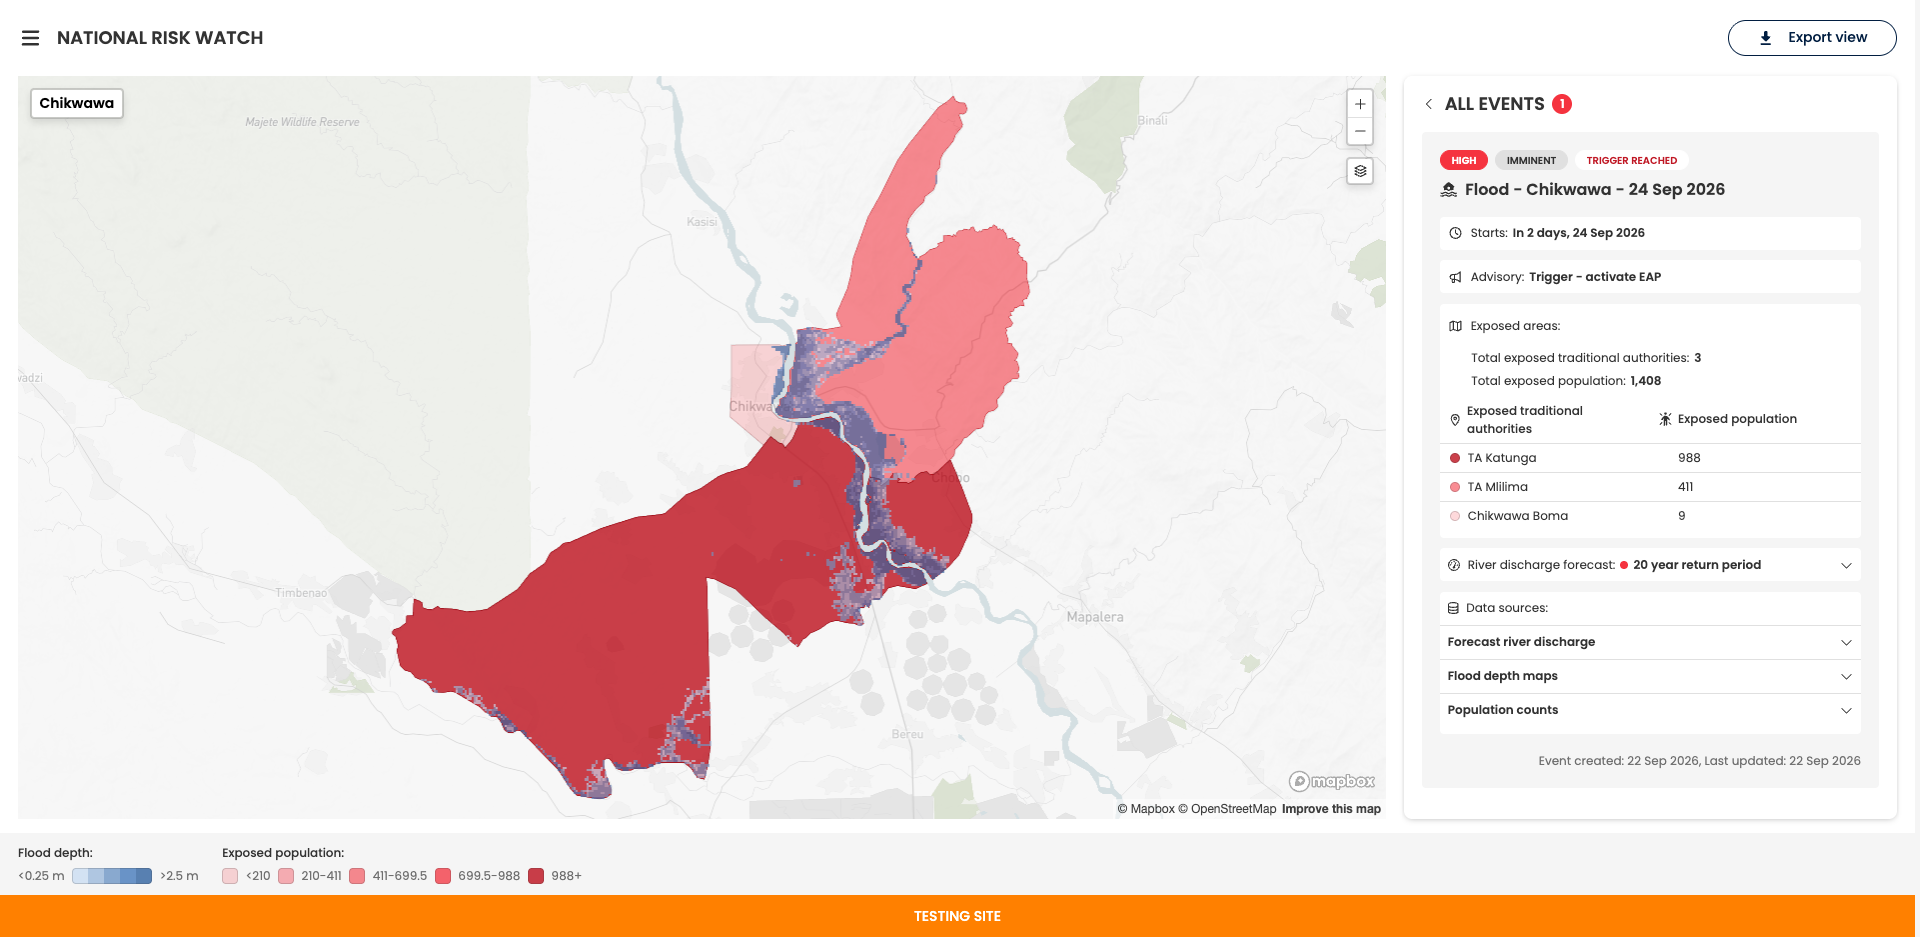 NATIONAL RISK WATCH
Export view
Chikwawa
Majete Wildlife Reserve
Binali
Kasisi
wadzi
Chikwa
Chobo
Timbenao
Mapalera
Bereu
mapbox
© Mapbox © OpenStreetMap Improve this map
ALL EVENTS 1
HIGH IMMINENT TRIGGER REACHED
Flood - Chikwawa - 24 Sep 2026
Starts: In 2 days, 24 Sep 2026
Advisory: Trigger - activate EAP
Exposed areas:
Total exposed traditional authorities: 3
Total exposed population: 1,408
Exposed traditional
authorities
Exposed population
TA Katunga 988
TA Mlilima 411
Chikwawa Boma 9
River discharge forecast: 20 year return period
Data sources:
Forecast river discharge
Flood depth maps
Population counts
Event created: 22 Sep 2026, Last updated: 22 Sep 2026
Flood depth:
<0.25 m >2.5 m
Exposed population:
<210 210-411 411-699.5 699.5-988 988+
TESTING SITE